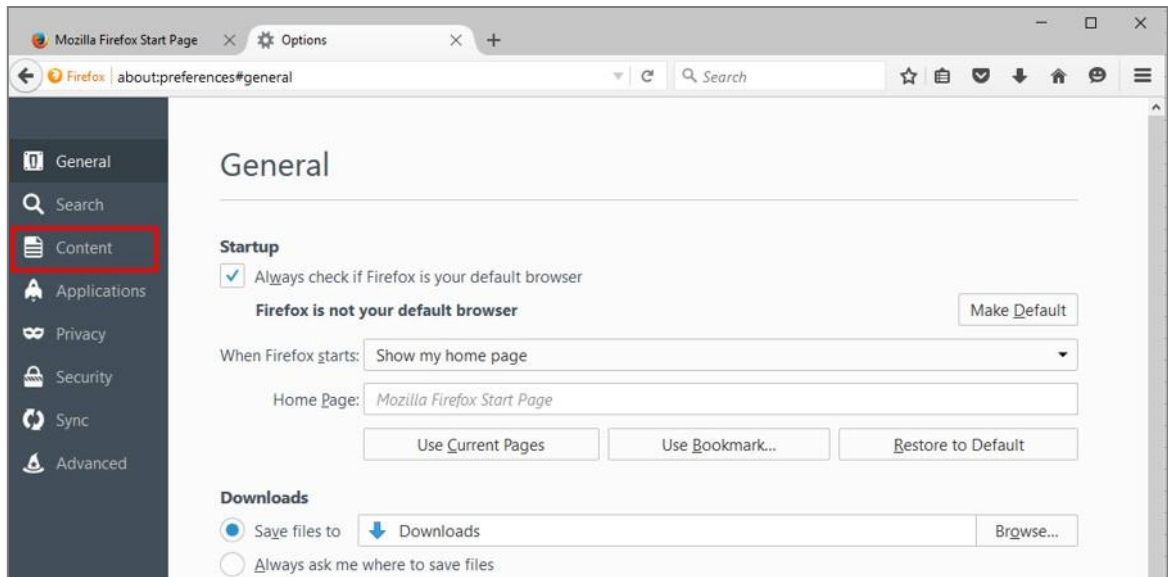 Mozilla Firefox Start Page
Options
Firefox about:preferences#general
Search
General
Search
Content
Applications
Privacy
Security
Sync
Advanced
General
Startup
Always check if Firefox is your default browser
Firefox is not your default browser
Make Default
When Firefox starts: Show my home page
Home Page: Mozilla Firefox Start Page
Use Current Pages
Use Bookmark...
Restore to Default
Downloads
Save files to Downloads
Browse...
Always ask me where to save files